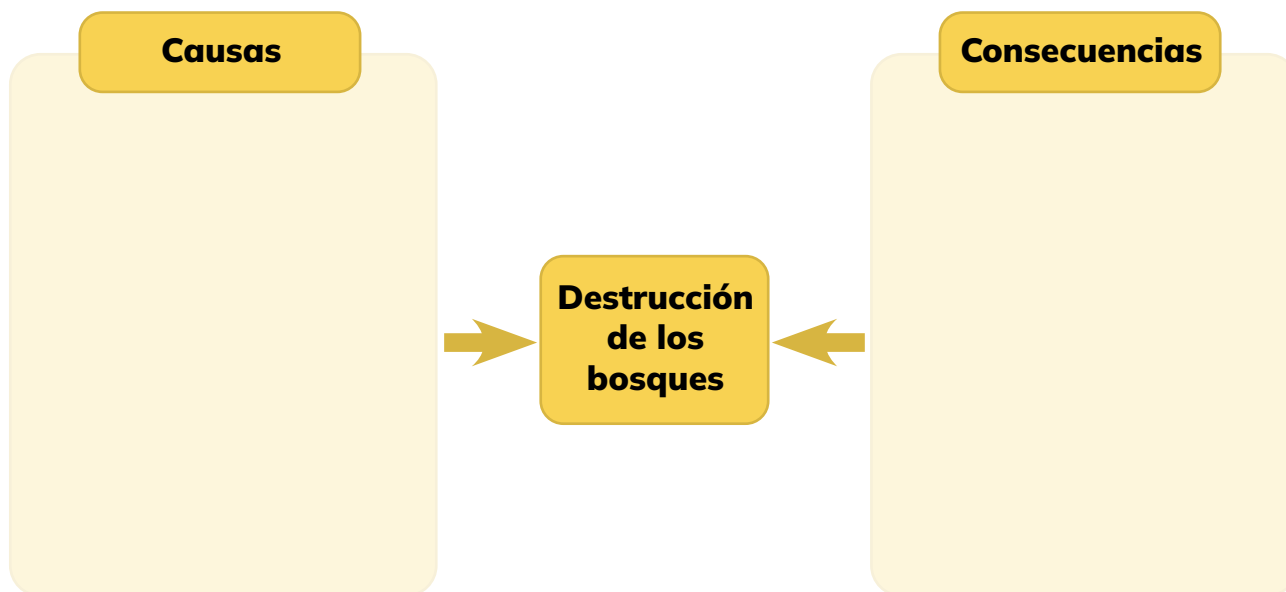 Causas
Consecuencias
Destrucción
de los
bosques